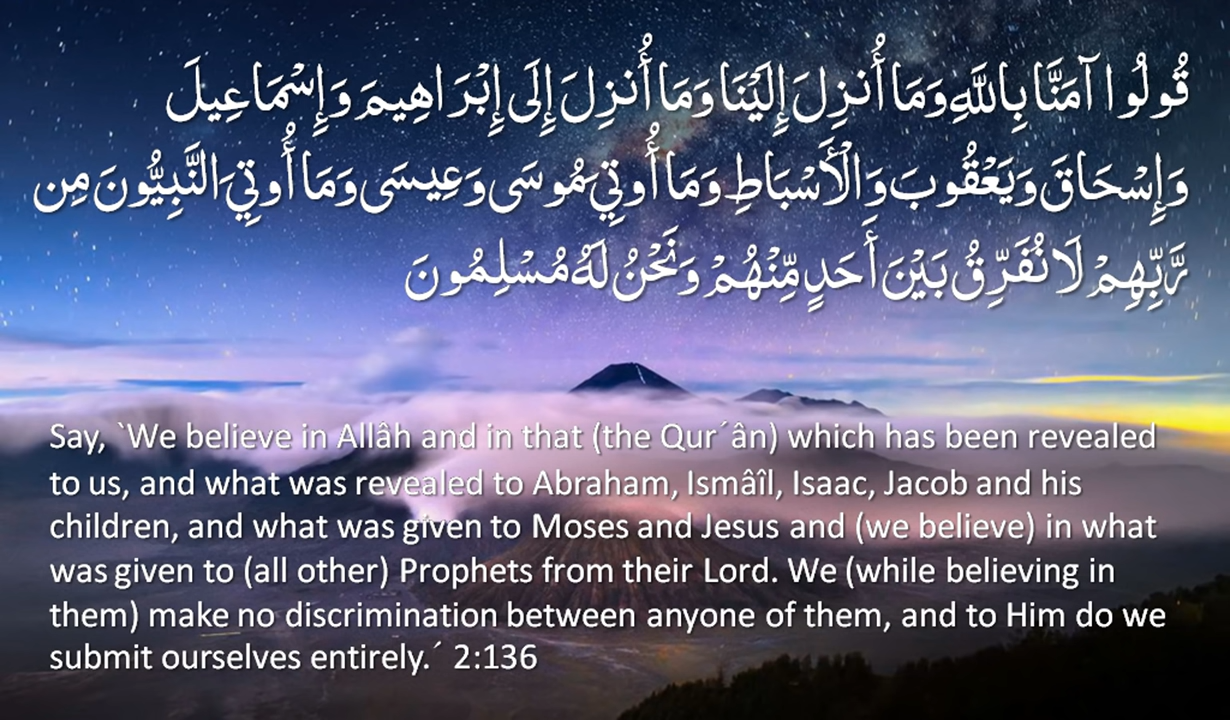 قُولُوا آمَنَّا بِاللَّهِ وَمَا أُنزِلَ إِلَيْنَا وَمَا أُنزِلَ إِلَى إِبْرَاهِيمَ وَإِسْمَاعِيلَ
وَإِسْحَاقَ وَيَعْقُوبَ وَالْأَسْبَاطِ وَمَا أُوتِيَ مُوسَى وَعِيسَى وَمَا أُوتِيَ النَّبِيُّونَ مِن
رَّبِّهِمْ لَا نُفَرِّقُ بَيْنَ أَحَدٍ مِّنْهُمْ وَنَحْنُ لَهُ مُسْلِمُونَ
Say, `We believe in Allâh and in that (the Qur´ân) which has been revealed
to us, and what was revealed to Abraham, Ismâîl, Isaac, Jacob and his
children, and what was given to Moses and Jesus and (we believe) in what
was given to (all other) Prophets from their Lord. We (while believing in
them) make no discrimination between anyone of them, and to Him do we
submit ourselves entirely.´ 2:136